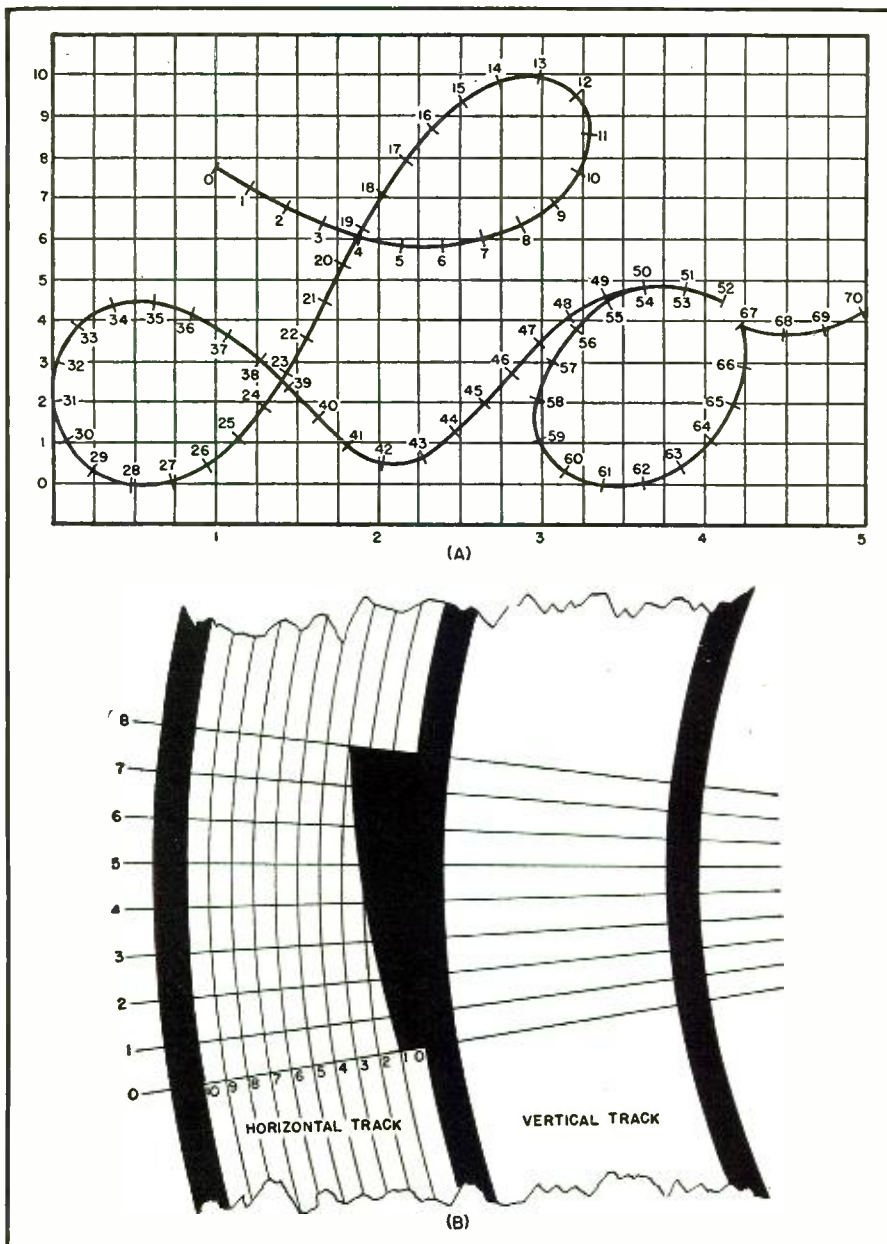 13
10 14
15 12
9 16
11
8 17
0 18 10
7 1 2 9
3 19 8
6 4 5 6 7
20
5 21 49 50 51 52
34 35 22 48 54 53 70
4 33 36 47 55 67 68 69
37 56
3 32 38 23 46 57 66
39
2 31 24 40 45 58 65
25 44
1 30 41 59 64
26 42 43
29 27 60 63
0 28 61 62
1 2 3 4 5
(A)
8
7
6
5
4
3
2
1
0
10 9 8 7 6 5 4 3 2 1 0
HORIZONTAL TRACK VERTICAL TRACK
(B)